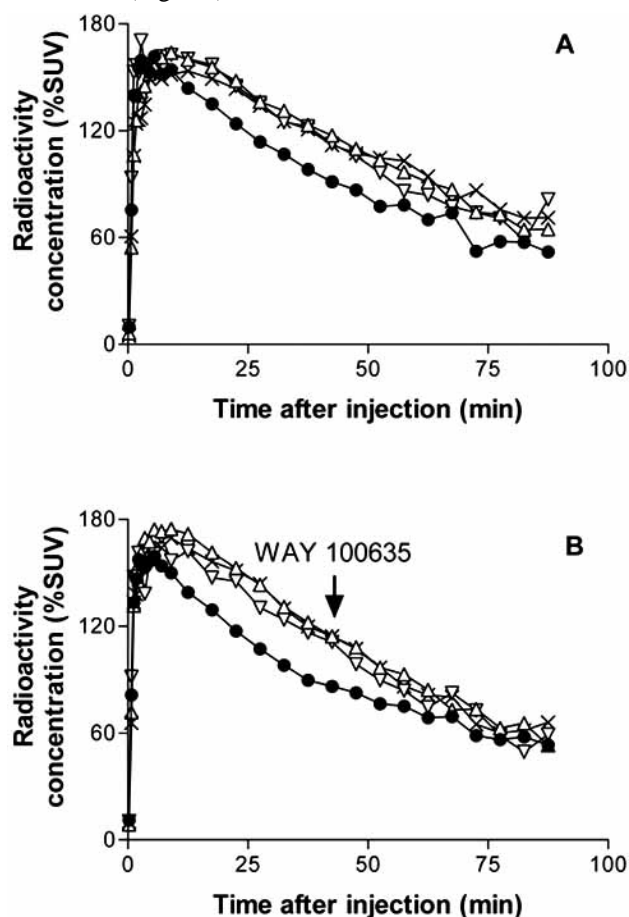 180
A
120
60
0
Radioactivity
concentration (%SUV)
0
25
50
75
100
Time after injection (min)
180
B
WAY 100635
120
60
0
Radioactivity
concentration (%SUV)
0
25
50
75
100
Time after injection (min)